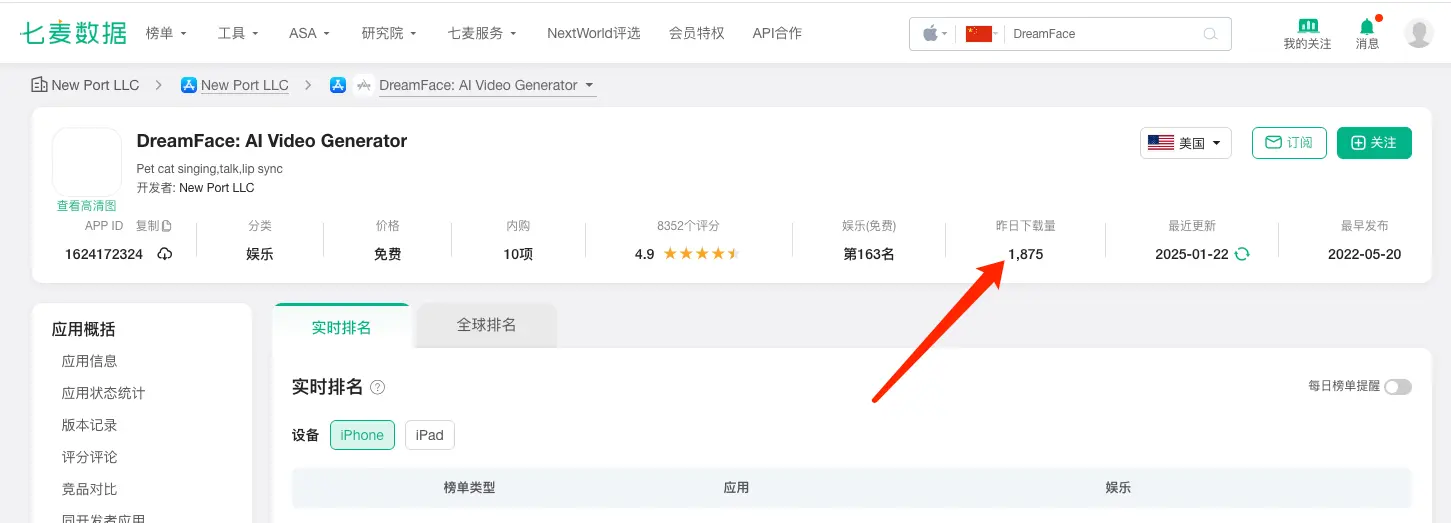 七麦数据 榜单 工具 ASA 研究院 七麦服务 NextWorld评选 会员特权 API合作 DreamFace 我的关注 消息
New Port LLC > New Port LLC > DreamFace: AI Video Generator
DreamFace: AI Video Generator
美国 订阅 关注
Pet cat singing,talk,lip sync
开发者: New Port LLC
查看高清图
APP ID 复制 分类 价格 内购 8352个评分 娱乐(免费) 昨日下载量 最近更新 最早发布
1624172324 娱乐 免费 10项 4.9 第163名 1,875 2025-01-22 2022-05-20
应用概括
应用信息
应用状态统计
版本记录
评分评论
竞品对比
同开发者应用
实时排名 全球排名
实时排名 ? 每日榜单提醒
设备 iPhone iPad
榜单类型 应用 娱乐